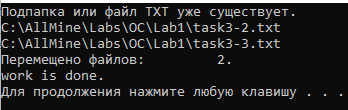 Подпапка или файл TXT уже существует.
C:\AllMine\Labs\OC\Lab1\task3-2.txt
C:\AllMine\Labs\OC\Lab1\task3-3.txt
Перемещено файлов:         2.
work is done.
Для продолжения нажмите любую клавишу . . .